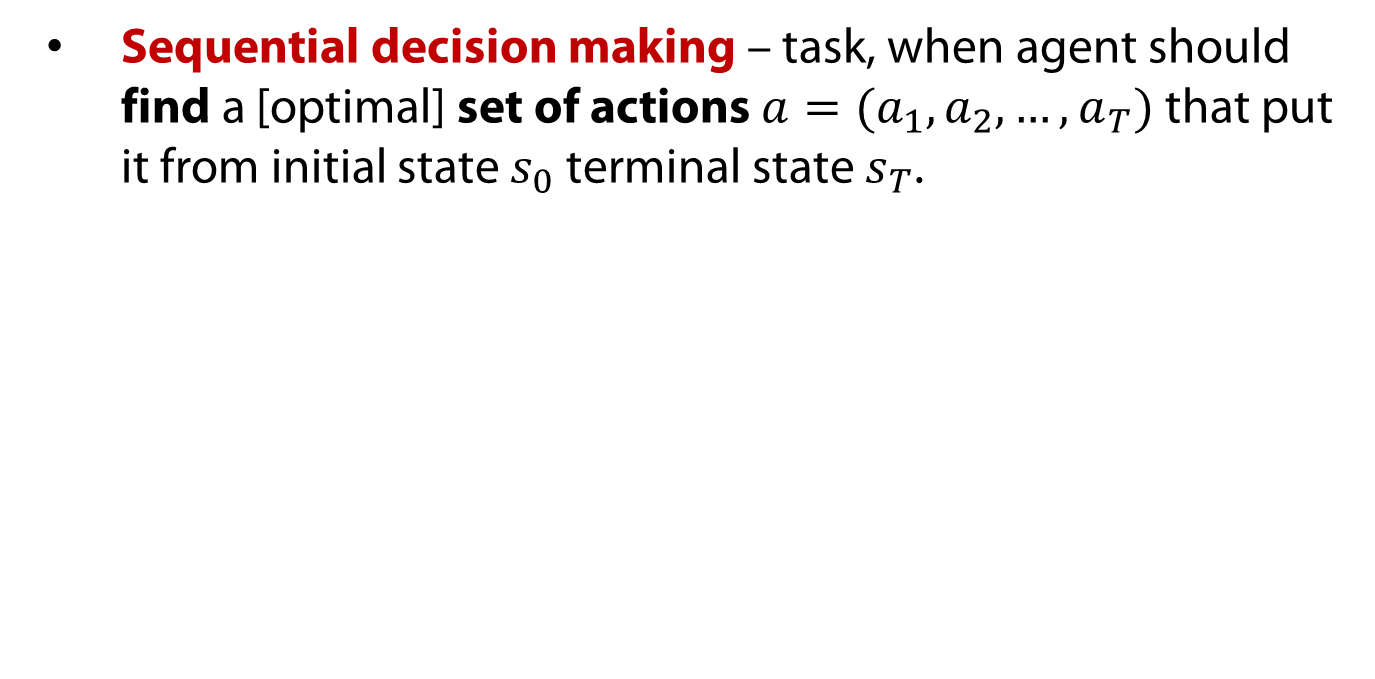 • Sequential decision making – task, when agent should
find a [optimal] set of actions 𝑎 = (𝑎₁, 𝑎₂, … , 𝑎_𝑇) that put
it from initial state 𝑠₀ terminal state 𝑠_𝑇.